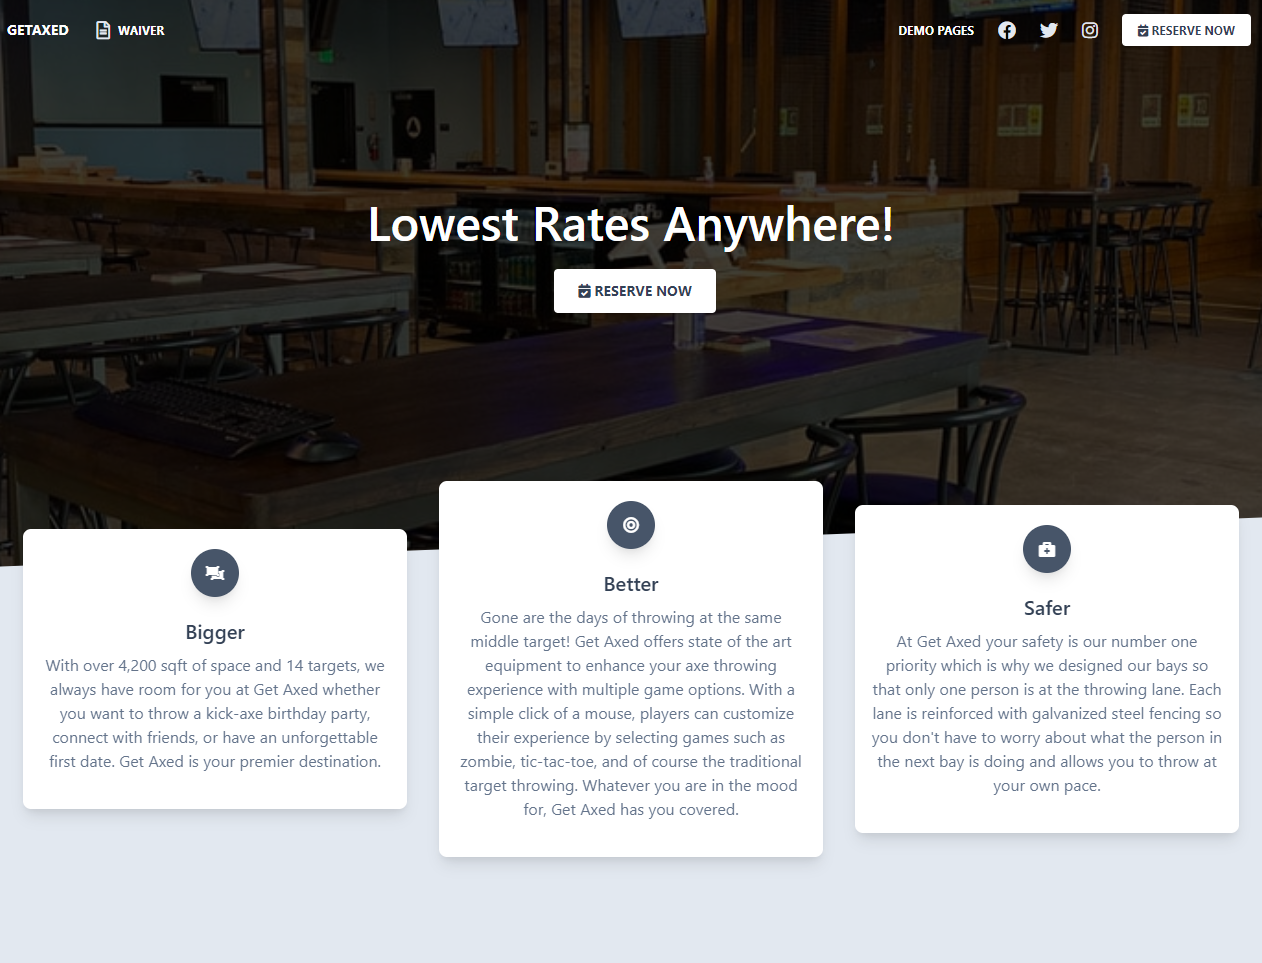 GETAXED
WAIVER
DEMO PAGES
RESERVE NOW
Lowest Rates Anywhere!
RESERVE NOW
Bigger
With over 4,200 sqft of space and 14 targets, we
always have room for you at Get Axed whether
you want to throw a kick-axe birthday party,
connect with friends, or have an unforgettable
first date. Get Axed is your premier destination.
Better
Gone are the days of throwing at the same
middle target! Get Axed offers state of the art
equipment to enhance your axe throwing
experience with multiple game options. With a
simple click of a mouse, players can customize
their experience by selecting games such as
zombie, tic-tac-toe, and of course the traditional
target throwing. Whatever you are in the mood
for, Get Axed has you covered.
Safer
At Get Axed your safety is our number one
priority which is why we designed our bays so
that only one person is at the throwing lane. Each
lane is reinforced with galvanized steel fencing so
you don't have to worry about what the person in
the next bay is doing and allows you to throw at
your own pace.